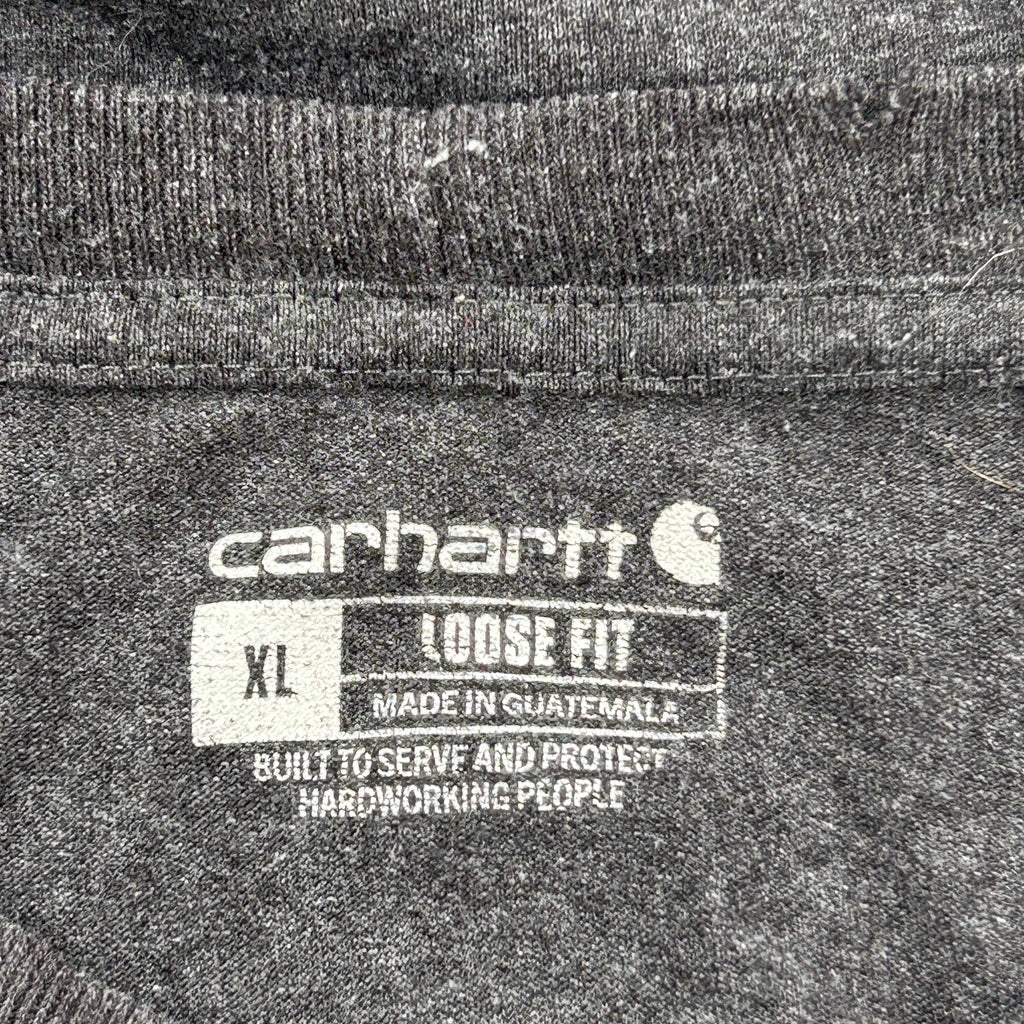 carhartt
XL
LOOSE FIT
MADE IN GUATEMALA
BUILT TO SERVE AND PROTECT
HARDWORKING PEOPLE